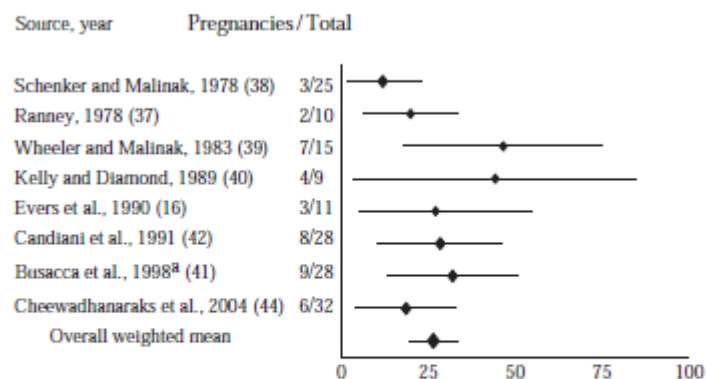 Source, year Pregnancies / Total
Schenker and Malinak, 1978 (38) 3/25
Ranney, 1978 (37) 2/10
Wheeler and Malinak, 1983 (39) 7/15
Kelly and Diamond, 1989 (40) 4/9
Evers et al., 1990 (16) 3/11
Candiani et al., 1991 (42) 8/28
Busacca et al., 1998ª (41) 9/28
Cheewadhanaraks et al., 2004 (44) 6/32
Overall weighted mean
0 25 50 75 100